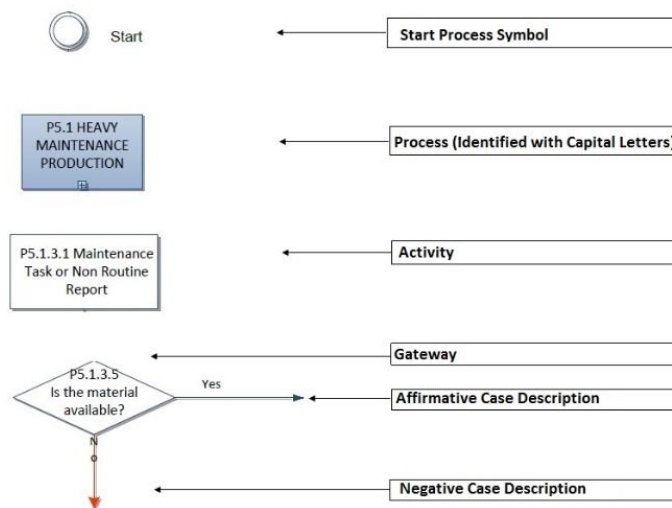 Start
Start Process Symbol
P5.1 HEAVY
MAINTENANCE
PRODUCTION
Process (Identified with Capital Letters)
P5.1.3.1 Maintenance
Task or Non Routine
Report
Activity
Gateway
P5.1.3.5
Is the material
available?
Yes
Affirmative Case Description
N
o
Negative Case Description